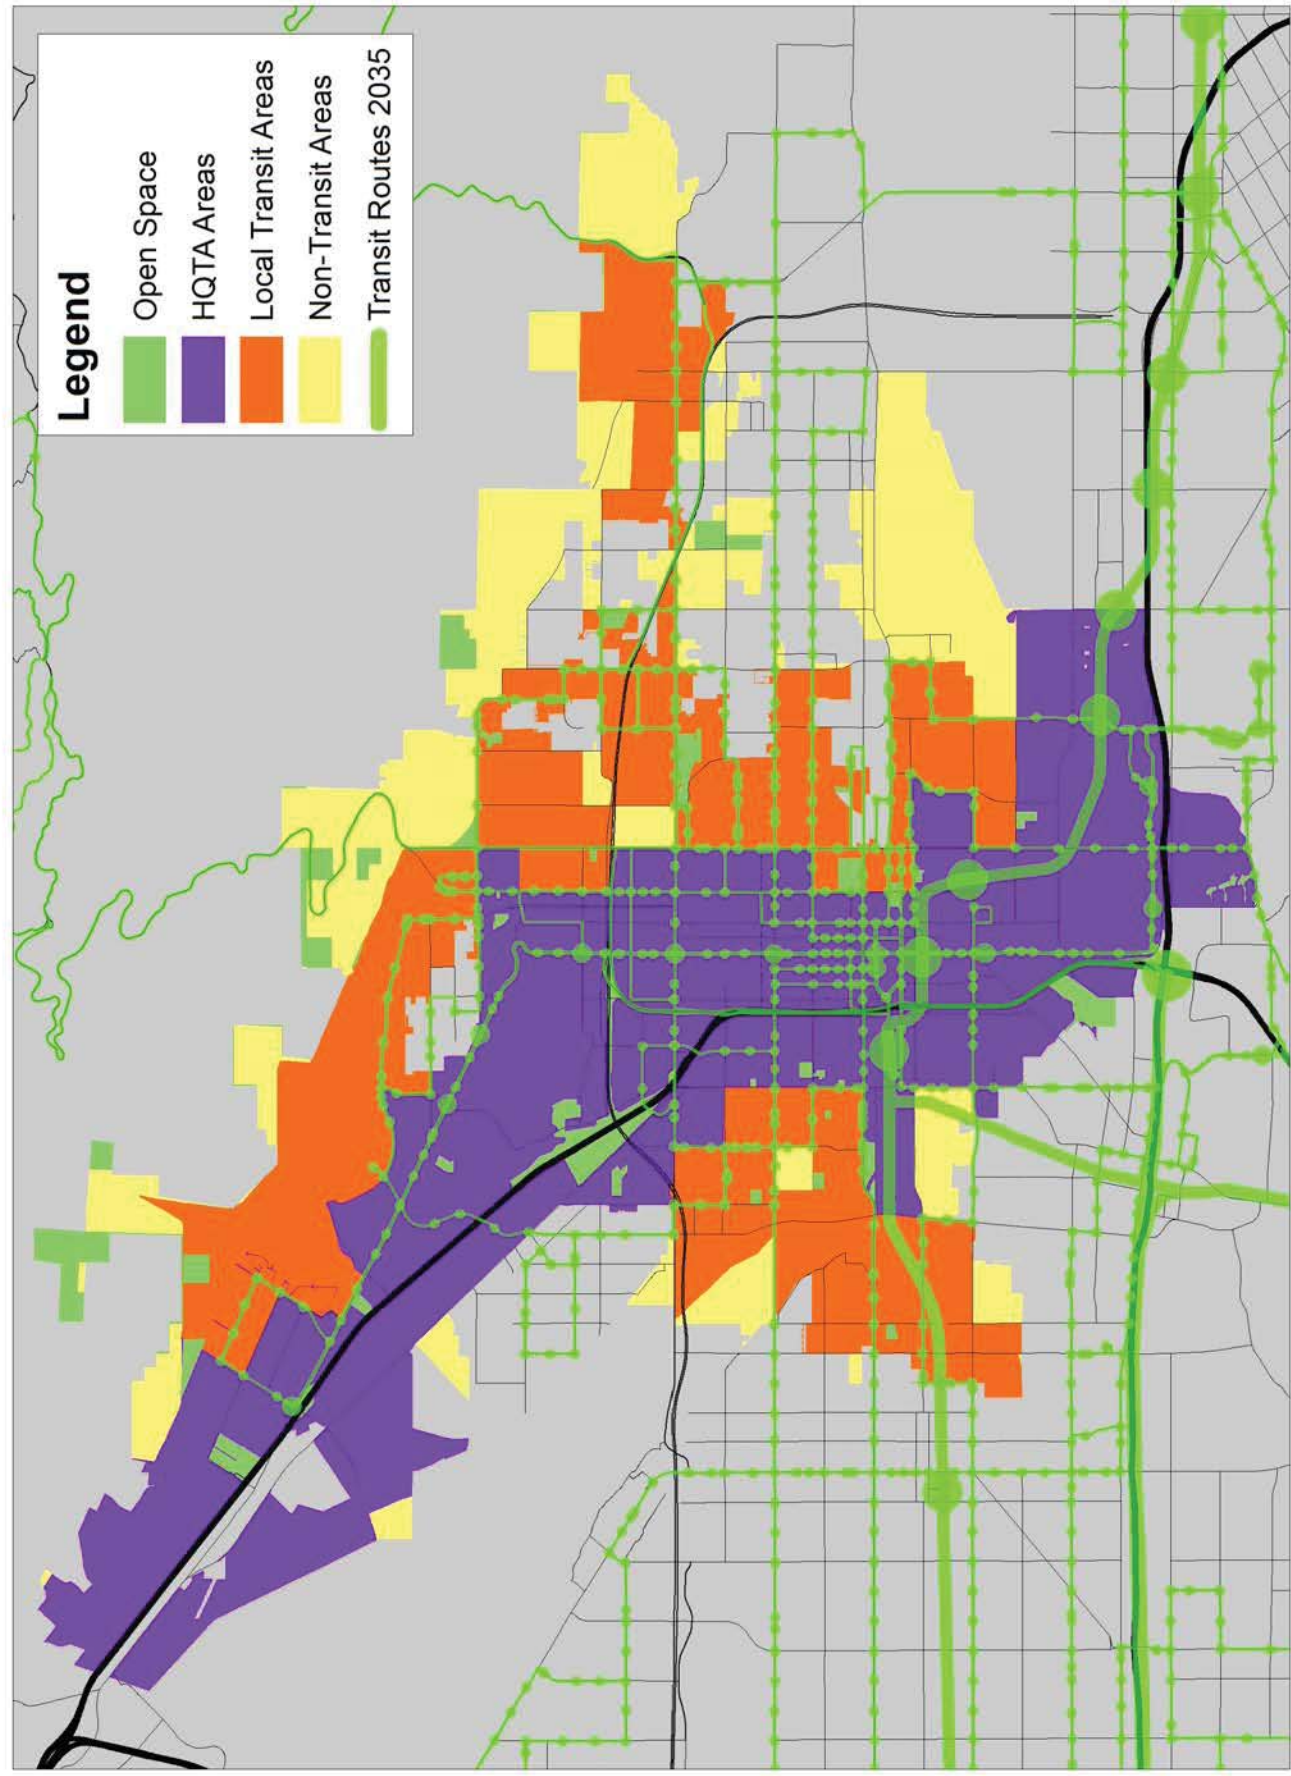 Legend
Open Space
HQTA Areas
Local Transit Areas
Non-Transit Areas
Transit Routes 2035